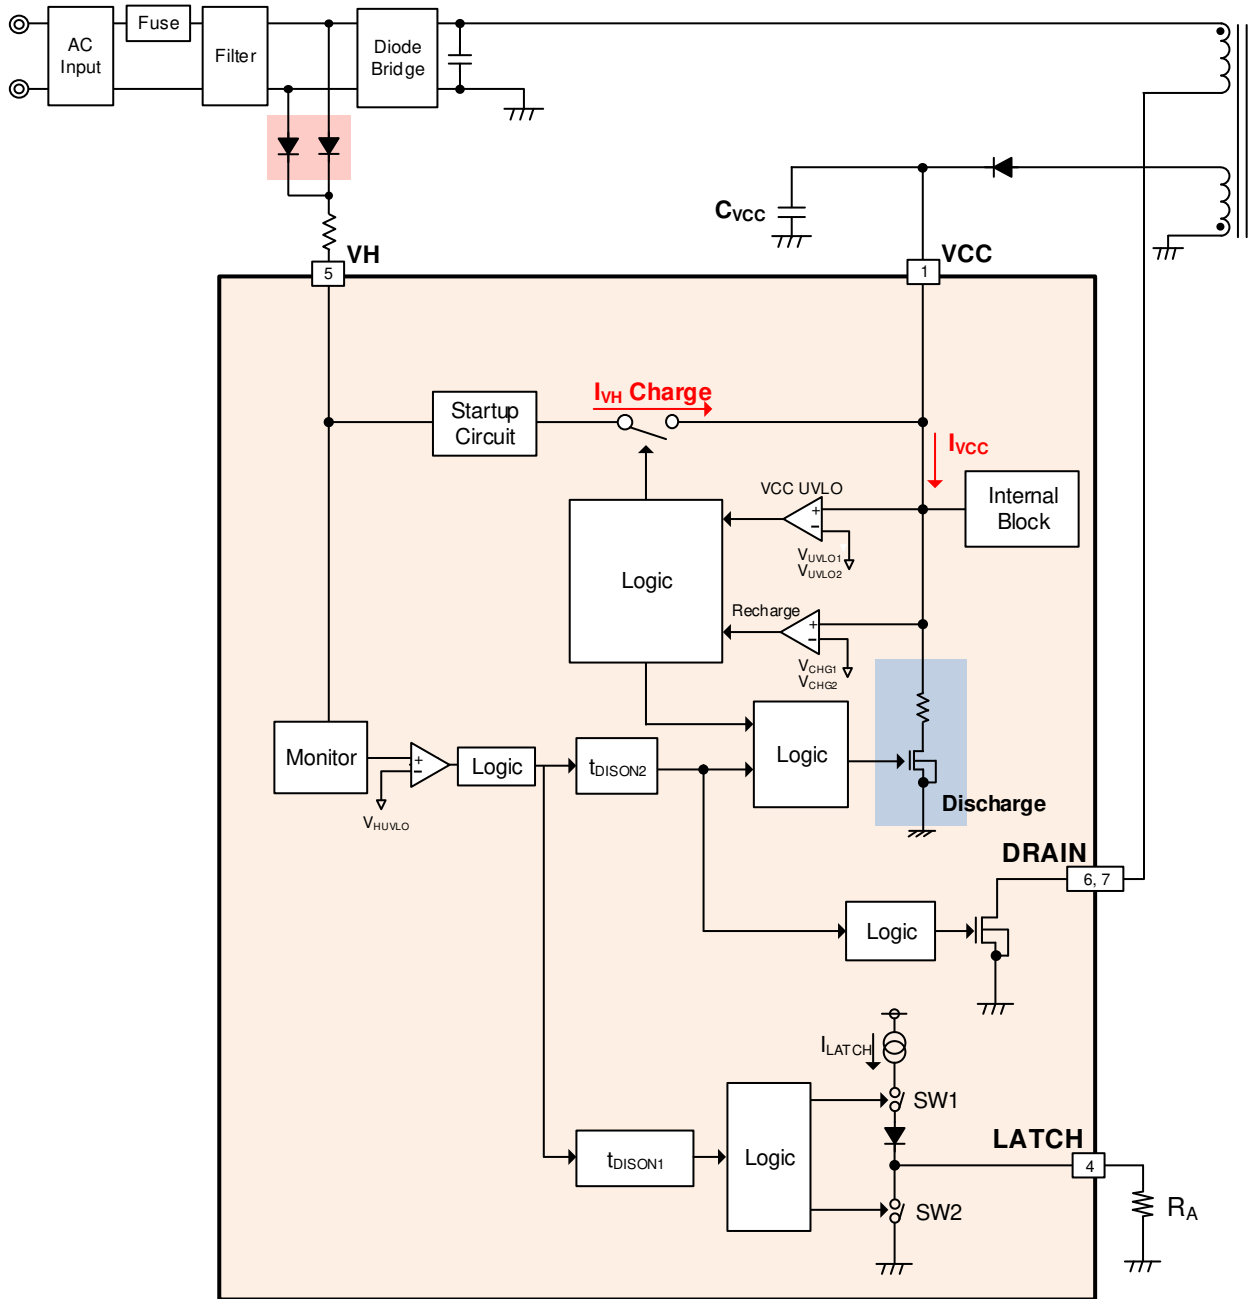 Fuse
AC
Input
Filter
Diode
Bridge
CVCC
VH
VCC
5
1
IVH Charge
Startup
Circuit
IVCC
VCC UVLO
+
−
Internal
Block
VUVLO1
VUVLO2
Logic
Recharge
+
−
VCHG1
VCHG2
Monitor
+
−
Logic
tDISON2
Logic
VHUVLO
Discharge
DRAIN
6, 7
Logic
ILATCH
SW1
LATCH
tDISON1
Logic
4
SW2
RA